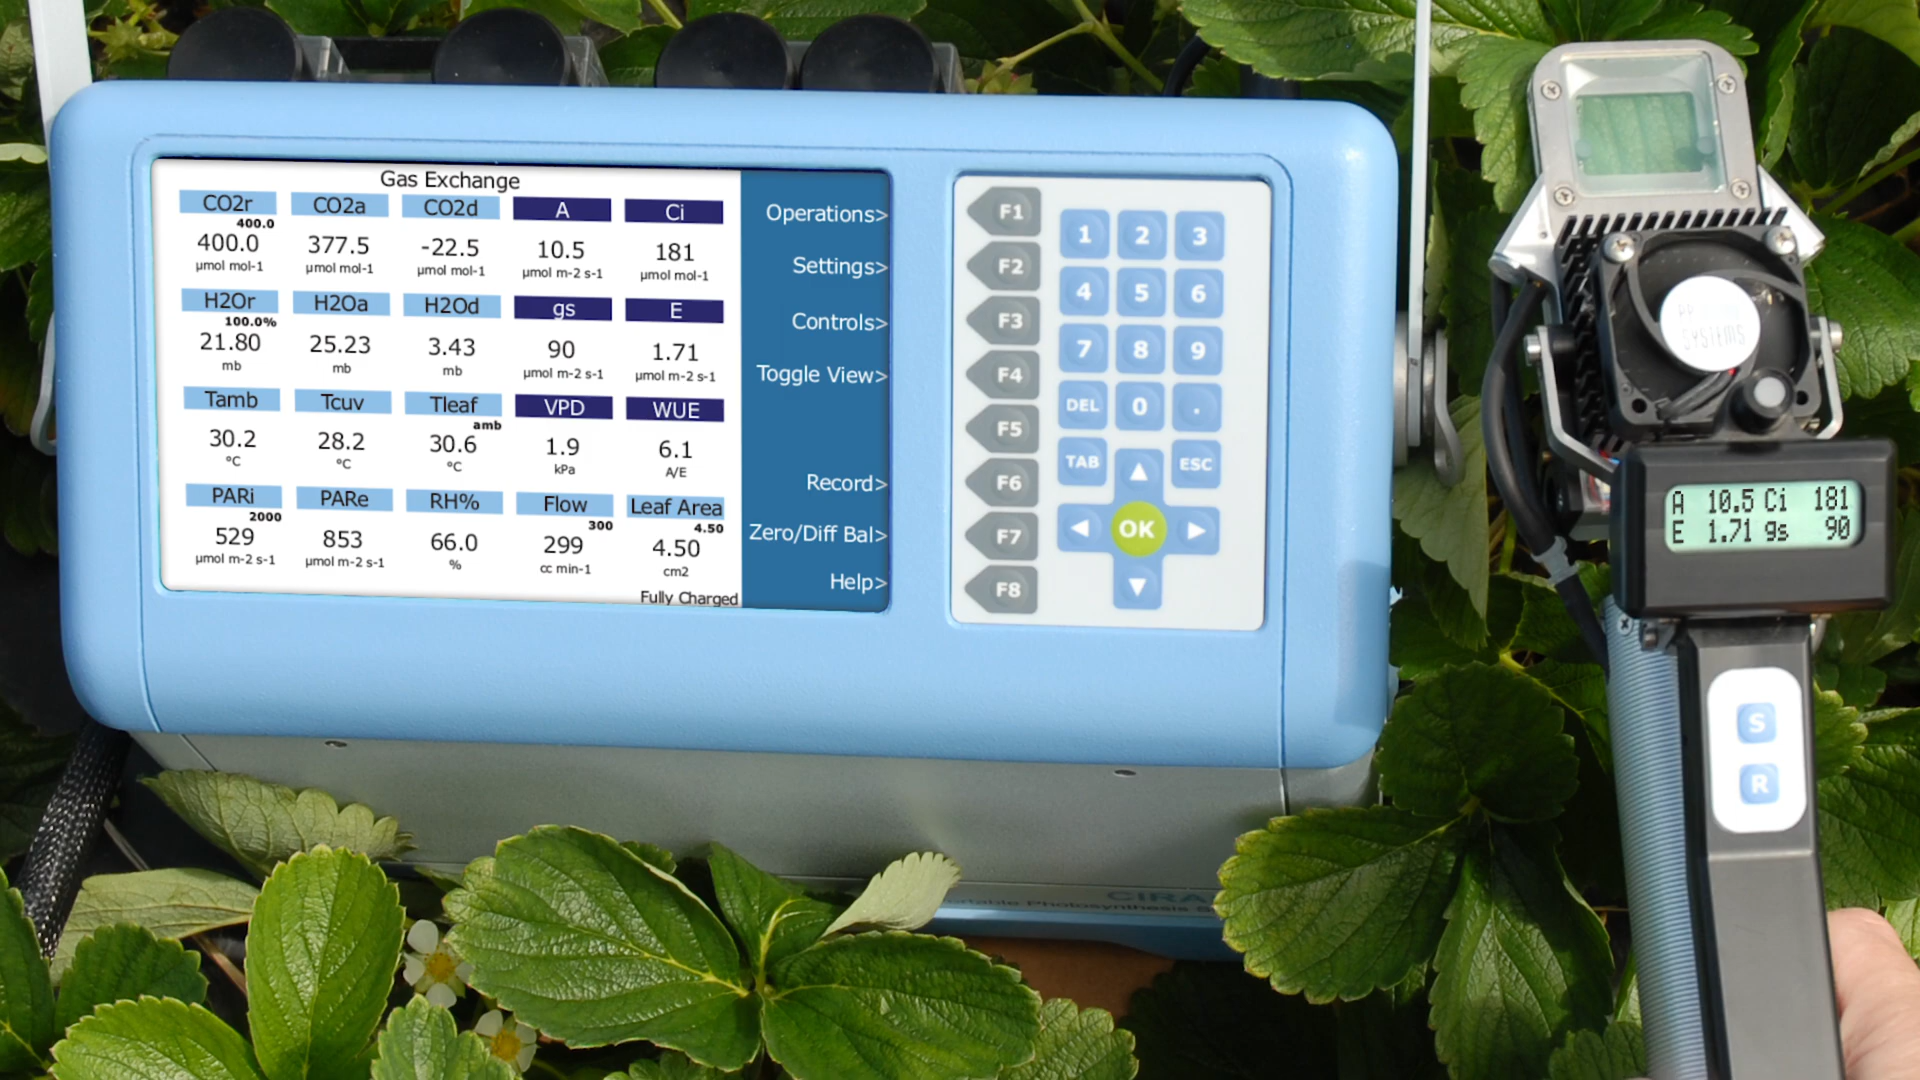 Gas Exchange
CO2r CO2a CO2d A Ci
400.0
400.0 377.5 -22.5 10.5 181
µmol mol-1 µmol mol-1 µmol mol-1 µmol m-2 s-1 µmol mol-1
H2Or H2Oa H2Od gs E
100.0%
21.80 25.23 3.43 90 1.71
mb mb mb µmol m-2 s-1 µmol m-2 s-1
Tamb Tcuv Tleaf VPD WUE
amb
30.2 28.2 30.6 1.9 6.1
°C °C °C kPa A/E
PARi PARe RH% Flow Leaf Area
2000 300 4.50
529 853 66.0 299 4.50
µmol m-2 s-1 µmol m-2 s-1 % cc min-1 cm2
Fully Charged
Operations>
Settings>
Controls>
Toggle View>
Record>
Zero/Diff Bal>
Help>
F1
F2
F3
F4
F5
F6
F7
F8
1 2 3
4 5 6
7 8 9
DEL 0 .
TAB ▲ ESC
◀ OK ▶
▼
PP
SYSTEMS
A 10.5 Ci 181
E 1.71 gs 90
S
R
Photosynthesis